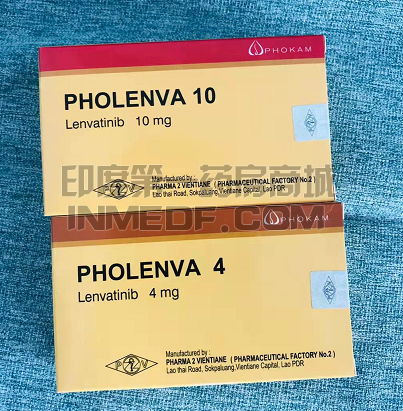 PHOKAM
PHOLENVA 10
Lenvatinib 10 mg
Manufactured by :
PHARMA 2 VIENTIANE ( PHARMACEUTICAL FACTORY No.2 )
Lao thai Road, Sokpaluang,Vientiane Capital, Lao PDR
印度第一药房商城
INMEDF.COM
PHOKAM
PHOLENVA 4
Lenvatinib 4 mg
P 2 V
Manufactured by :
PHARMA 2 VIENTIANE ( PHARMACEUTICAL FACTORY No.2 )
Lao thai Road, Sokpaluang,Vientiane Capital, Lao PDR